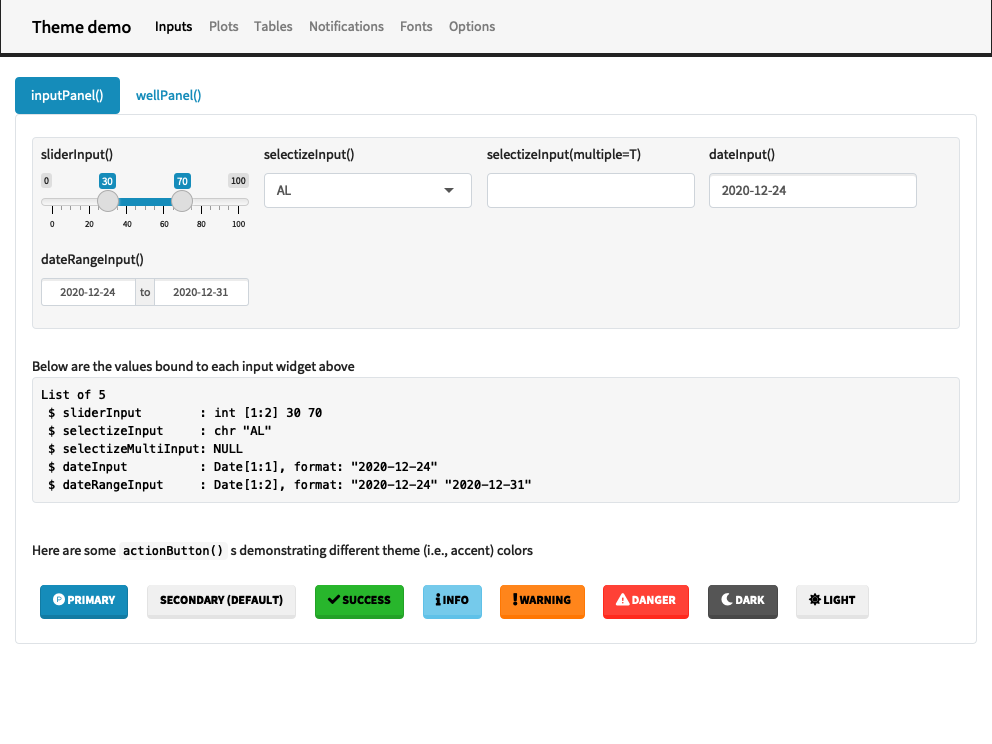 Theme demo Inputs Plots Tables Notifications Fonts Options
inputPanel() wellPanel()
sliderInput() selectizeInput() selectizeInput(multiple=T) dateInput()
0 30 70 100
AL 2020-12-24
0 20 40 60 80 100
dateRangeInput()
2020-12-24 to 2020-12-31
Below are the values bound to each input widget above
List of 5
$ sliderInput : int [1:2] 30 70
$ selectizeInput : chr "AL"
$ selectizeMultiInput: NULL
$ dateInput : Date[1:1], format: "2020-12-24"
$ dateRangeInput : Date[1:2], format: "2020-12-24" "2020-12-31"
Here are some actionButton() s demonstrating different theme (i.e., accent) colors
PRIMARY SECONDARY (DEFAULT) SUCCESS INFO WARNING DANGER DARK LIGHT